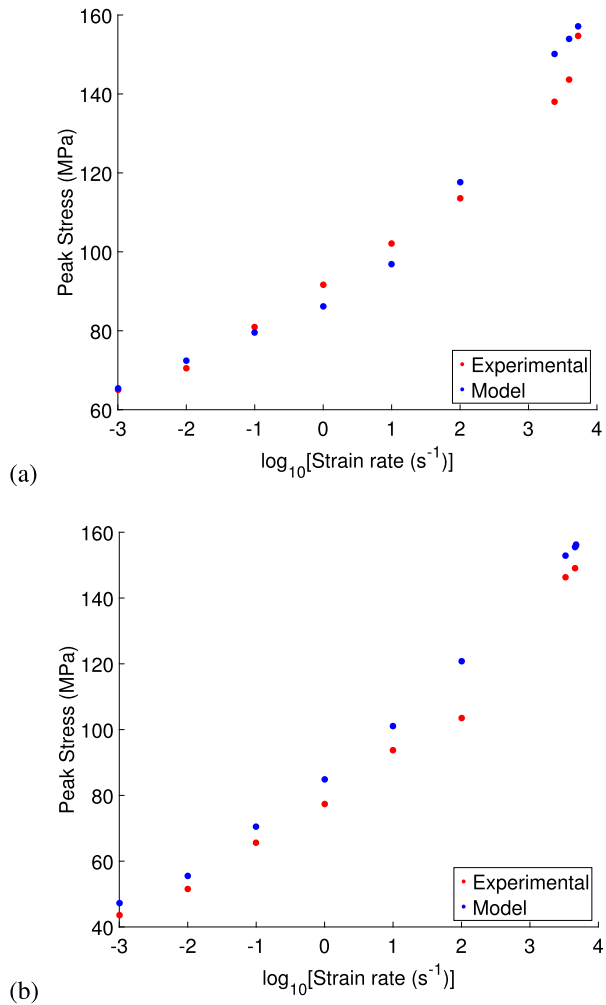 160
140
120
100
80
60
Peak Stress (MPa)
-3 -2 -1 0 1 2 3 4
log10[Strain rate (s-1)]
Experimental
Model
(a)
160
140
120
100
80
60
40
Peak Stress (MPa)
-3 -2 -1 0 1 2 3 4
log10[Strain rate (s-1)]
Experimental
Model
(b)